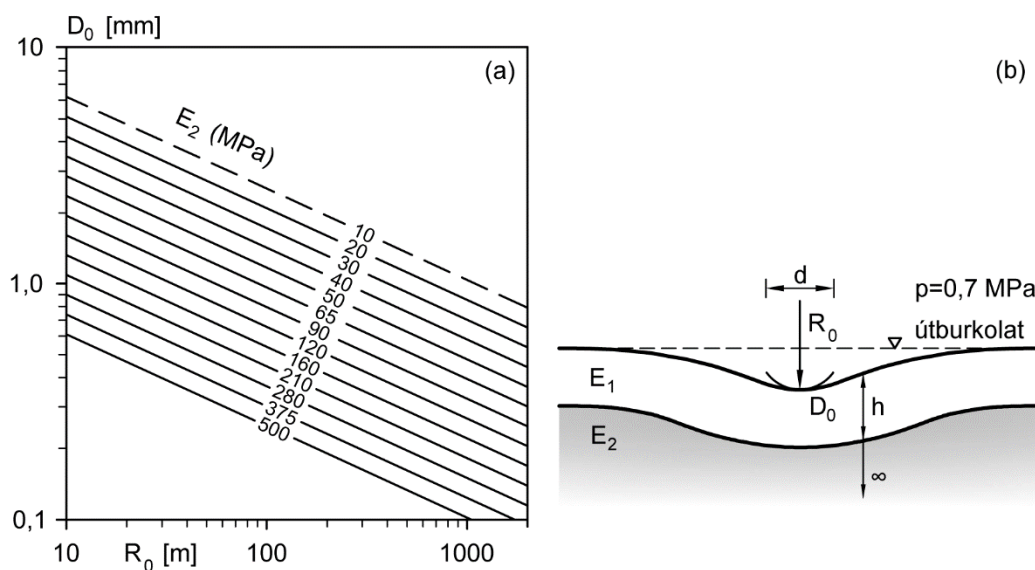 D₀ [mm]
10
1,0
0,1
(a)
E₂ (MPa)
10
20
30
40
50
65
90
120
160
210
280
375
500
10
R₀ [m]
100
1000
(b)
d
p=0,7 MPa
R₀
útburkolat
E₁
D₀
h
E₂
∞